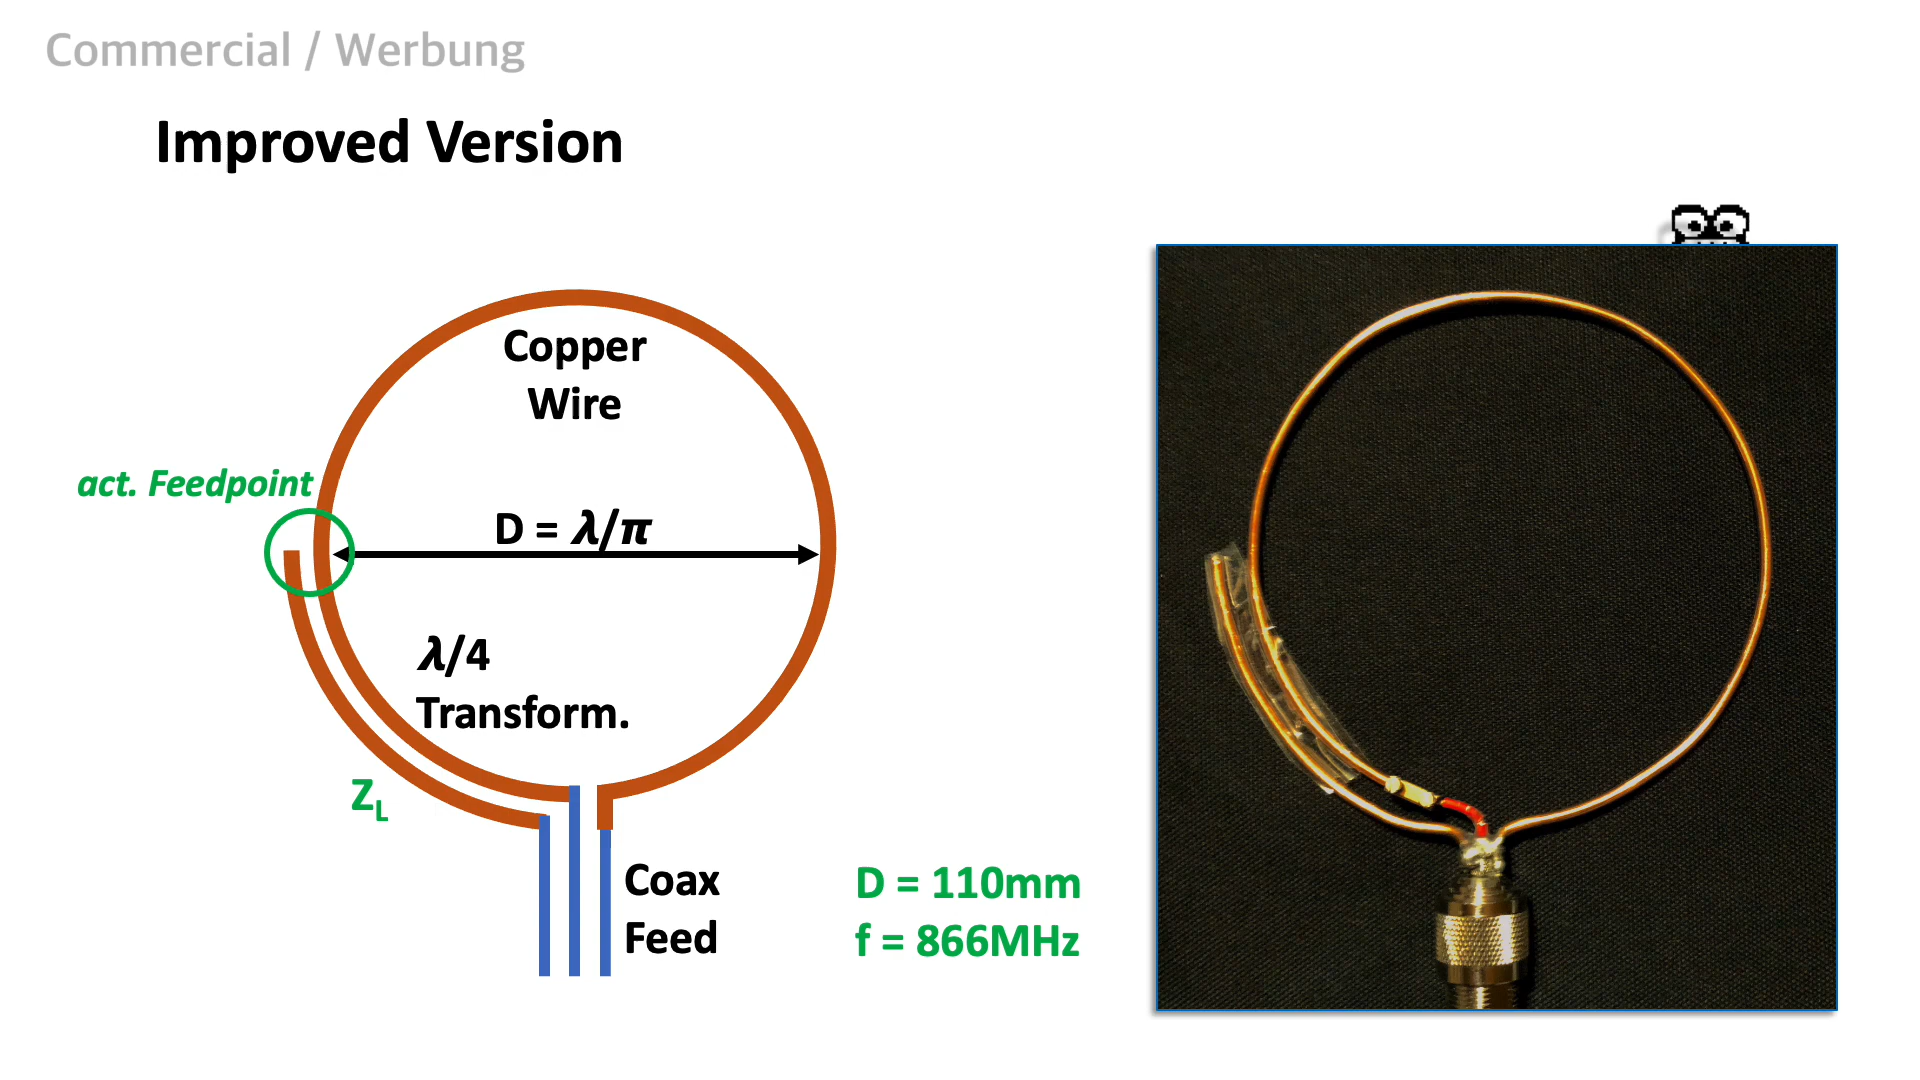 Commercial / Werbung
Improved Version
Copper
Wire
act. Feedpoint
D = λ/π
λ/4
Transform.
ZL
Coax
Feed
D = 110mm
f = 866MHz